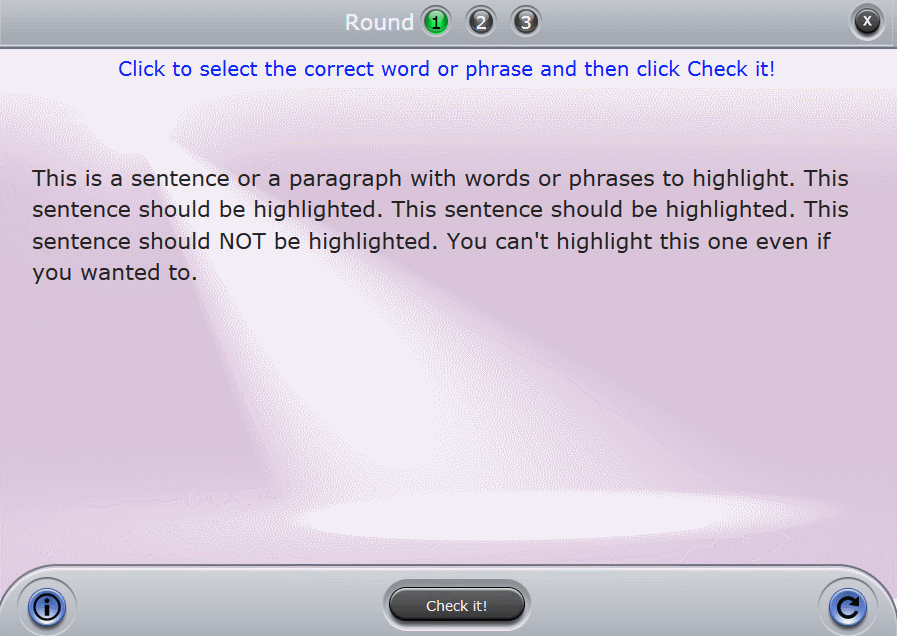 Round 1 2 3 X
Click to select the correct word or phrase and then click Check it!
This is a sentence or a paragraph with words or phrases to highlight. This
sentence should be highlighted. This sentence should be highlighted. This
sentence should NOT be highlighted. You can't highlight this one even if
you wanted to.
Check it!